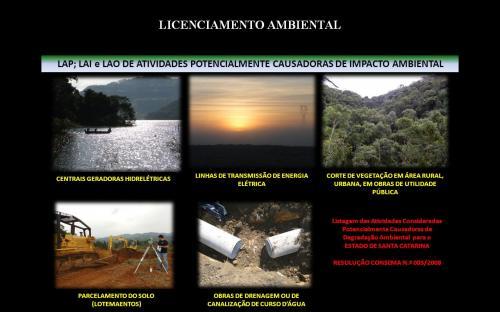 LICENCIAMENTO AMBIENTAL
LAP; LAI e LAO DE ATIVIDADES POTENCIALMENTE CAUSADORAS DE IMPACTO AMBIENTAL
CENTRAIS GERADORAS HIDRELÉTRICAS
LINHAS DE TRANSMISSÃO DE ENERGIA
ELÉTRICA
CORTE DE VEGETAÇÃO EM ÁREA RURAL,
URBANA, EM OBRAS DE UTILIDADE
PÚBLICA
PARCELAMENTO DO SOLO
(LOTEMAENTOS)
OBRAS DE DRENAGEM OU DE
CANALIZAÇÃO DE CURSO D'ÁGUA
Listagem das Atividades Consideradas
Potencialmente Causadoras de
Degradação Ambiental para o
ESTADO DE SANTA CATARINA
RESOLUÇÃO CONSEMA N.º 003/2008